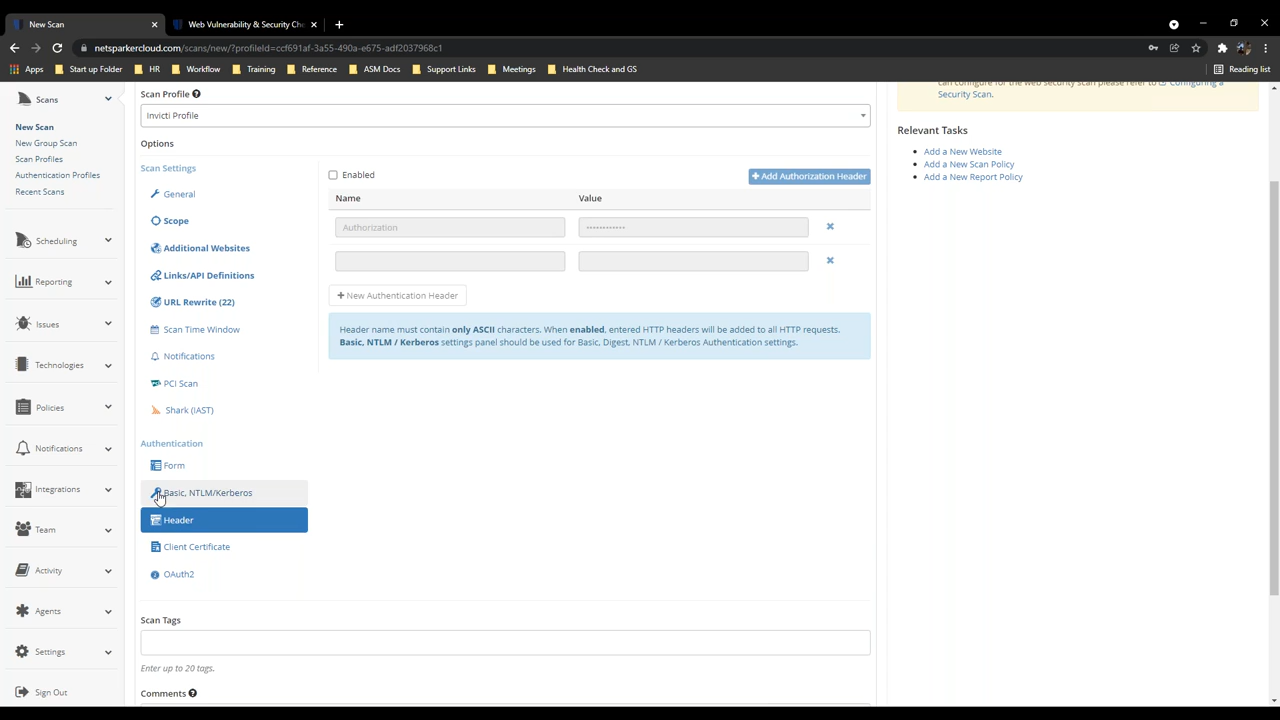 New Scan
Web Vulnerability & Security Che
netsparkercloud.com/scans/new/?profileId=ccf691af-3a55-490a-e675-adf2037968c1
Apps
Start up Folder
HR
Workflow
Training
Reference
ASM Docs
Support Links
Meetings
Health Check and GS
Reading list
Scans
New Scan
New Group Scan
Scan Profiles
Authentication Profiles
Recent Scans
Scheduling
Reporting
Issues
Technologies
Policies
Notifications
Integrations
Team
Activity
Agents
Settings
Sign Out
Scan Profile
Invicti Profile
Options
Scan Settings
General
Scope
Additional Websites
Links/API Definitions
URL Rewrite (22)
Scan Time Window
Notifications
PCI Scan
Shark (IAST)
Authentication
Form
Basic, NTLM/Kerberos
Header
Client Certificate
OAuth2
Enabled
+ Add Authorization Header
Name Value
Authorization ••••••••••••
+ New Authentication Header
Header name must contain only ASCII characters. When enabled, entered HTTP headers will be added to all HTTP requests.
Basic, NTLM / Kerberos settings panel should be used for Basic, Digest, NTLM / Kerberos Authentication settings.
Scan Tags
Enter up to 20 tags.
Comments
can configure for the web security scan please refer to Configuring a
Security Scan.
Relevant Tasks
Add a New Website
Add a New Scan Policy
Add a New Report Policy